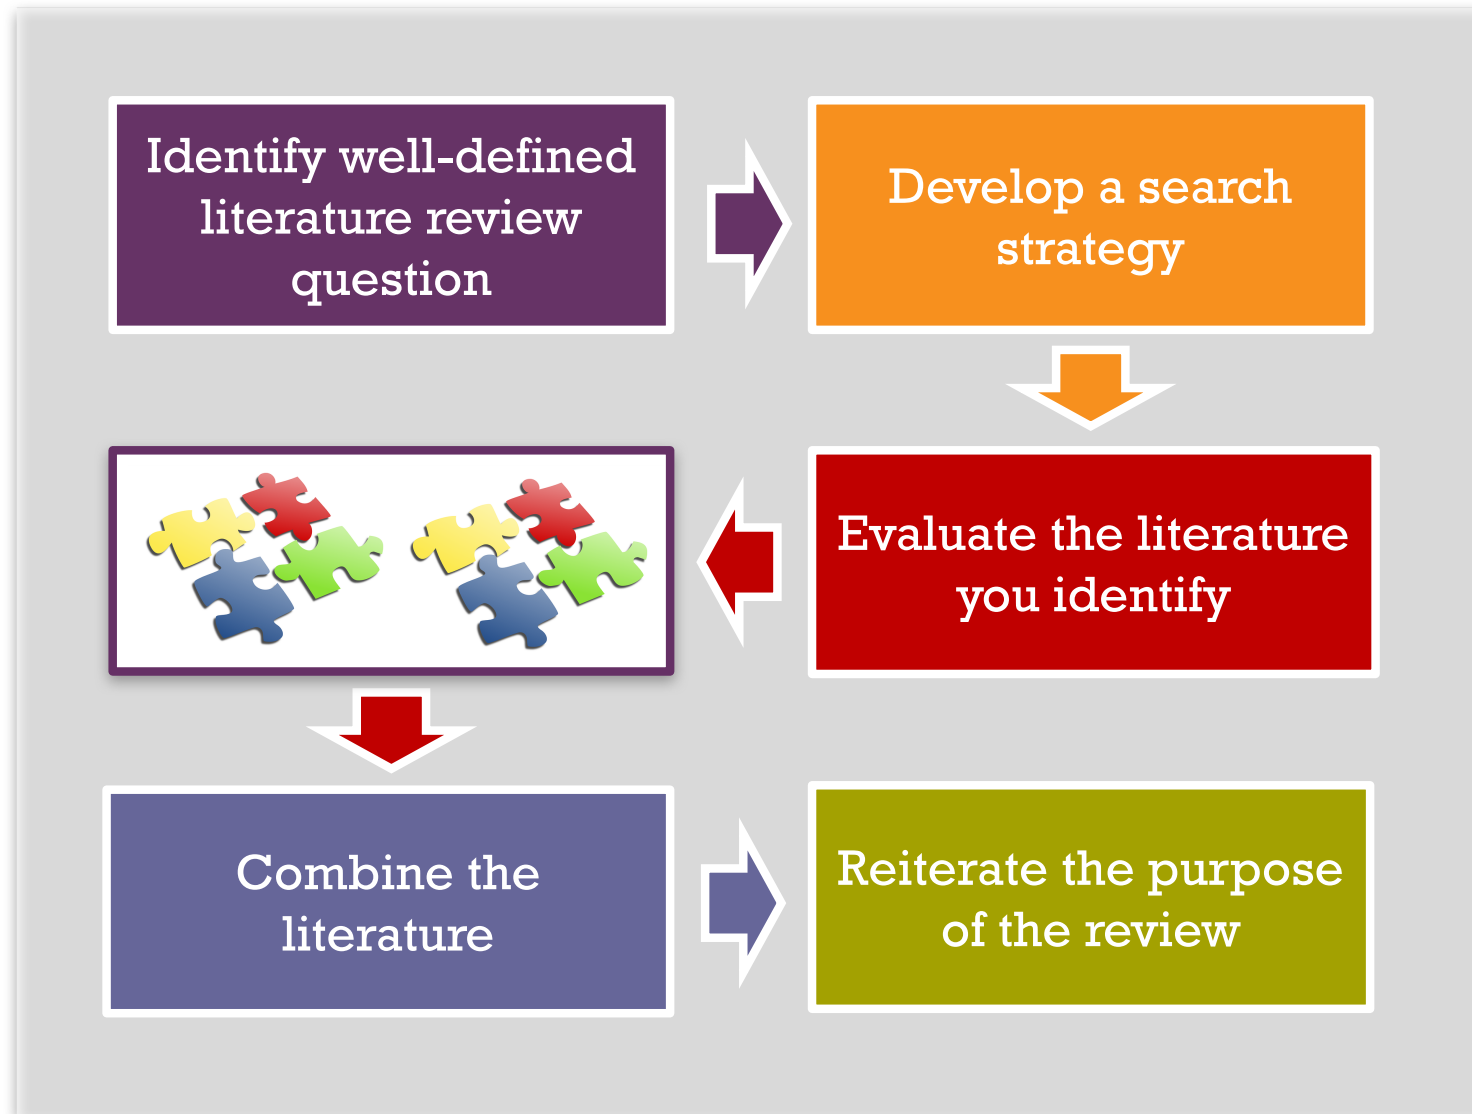 Identify well-defined
literature review
question
Develop a search
strategy
Evaluate the literature
you identify
Combine the
literature
Reiterate the purpose
of the review